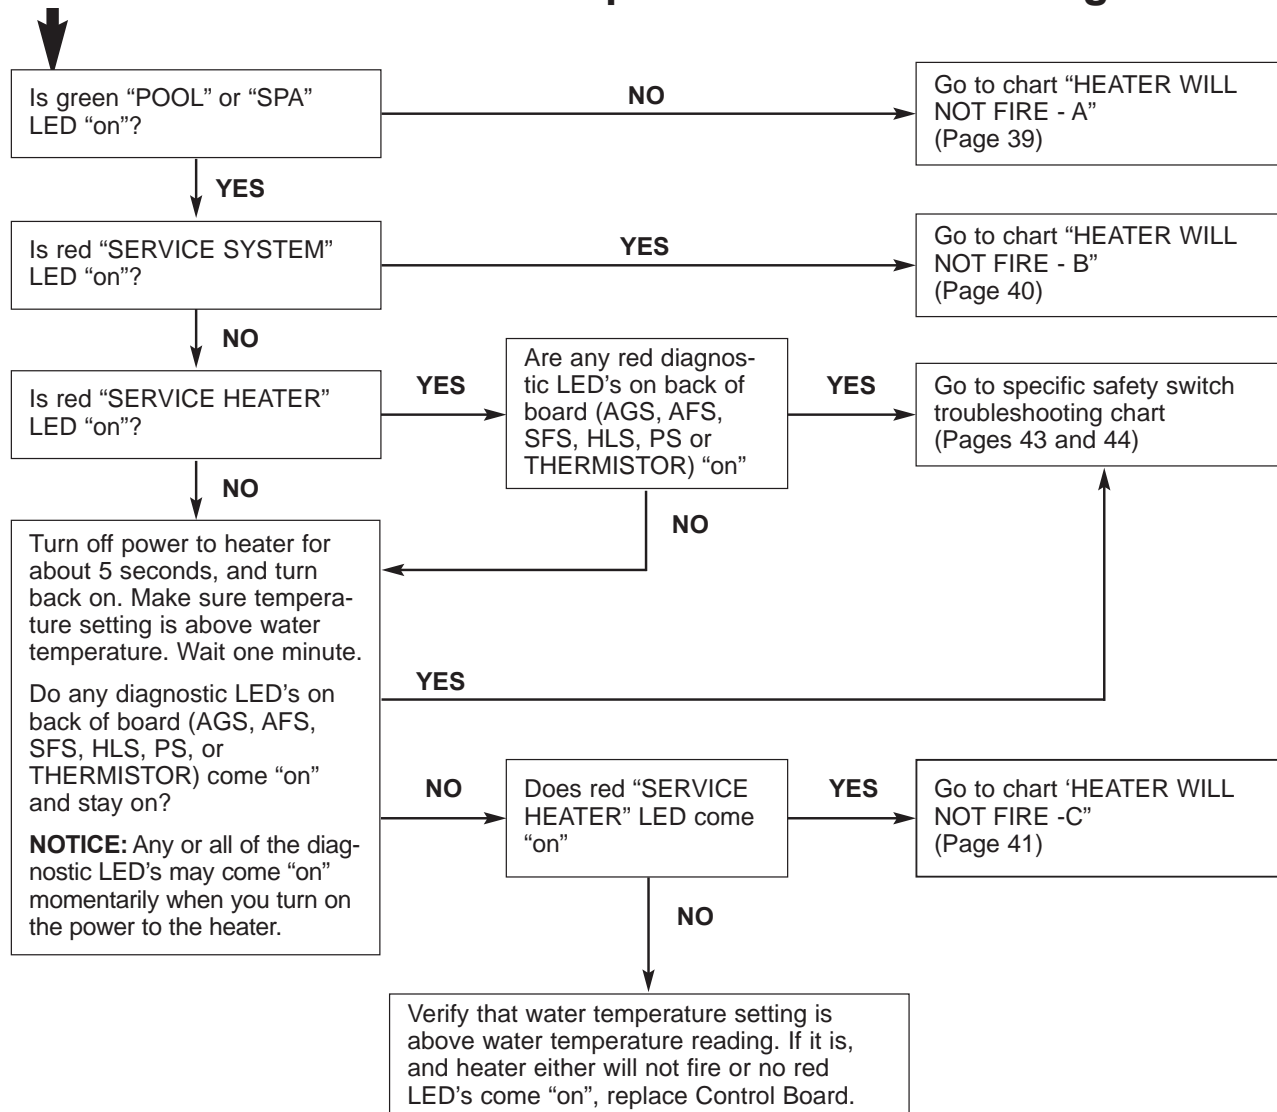 Is green “POOL” or “SPA”
LED “on”?
NO
Go to chart “HEATER WILL
NOT FIRE - A”
(Page 39)
YES
Is red “SERVICE SYSTEM”
LED “on”?
YES
Go to chart “HEATER WILL
NOT FIRE - B”
(Page 40)
NO
Is red “SERVICE HEATER”
LED “on”?
YES
Are any red diagnos-
tic LED's on back of
board (AGS, AFS,
SFS, HLS, PS or
THERMISTOR) “on”
YES
Go to specific safety switch
troubleshooting chart
(Pages 43 and 44)
NO
NO
Turn off power to heater for
about 5 seconds, and turn
back on. Make sure tempera-
ture setting is above water
temperature. Wait one minute.
Do any diagnostic LED's on
back of board (AGS, AFS,
SFS, HLS, PS, or
THERMISTOR) come “on”
and stay on?
NOTICE: Any or all of the diag-
nostic LED's may come “on”
momentarily when you turn on
the power to the heater.
YES
NO
Does red “SERVICE
HEATER” LED come
“on”
YES
Go to chart ‘HEATER WILL
NOT FIRE -C”
(Page 41)
NO
Verify that water temperature setting is
above water temperature reading. If it is,
and heater either will not fire or no red
LED's come “on”, replace Control Board.